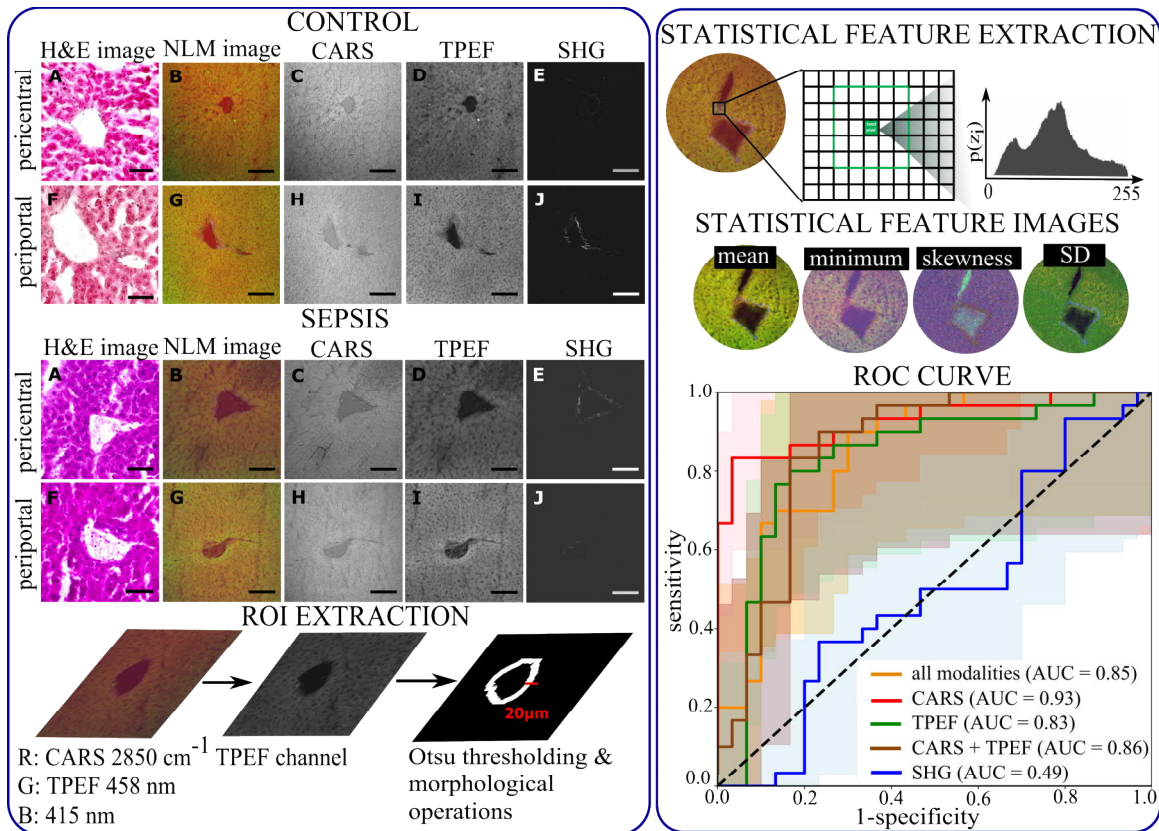 CONTROL
H&E image NLM image CARS TPEF SHG
pericentral
A B C D E
periportal
F G H I J
SEPSIS
H&E image NLM image CARS TPEF SHG
pericentral
A B C D E
periportal
F G H I J
ROI EXTRACTION
20μm
R: CARS 2850 cm⁻¹ TPEF channel
G: TPEF 458 nm
B: 415 nm
Otsu thresholding &
morphological
operations
STATISTICAL FEATURE EXTRACTION
Seed
pixel
p(zᵢ)
0 255
STATISTICAL FEATURE IMAGES
mean minimum skewness SD
ROC CURVE
1.0
0.8
0.6
0.4
0.2
0.0
sensitivity
all modalities (AUC = 0.85)
CARS (AUC = 0.93)
TPEF (AUC = 0.83)
CARS + TPEF (AUC = 0.86)
SHG (AUC = 0.49)
0.0 0.2 0.4 0.6 0.8 1.0
1-specificity